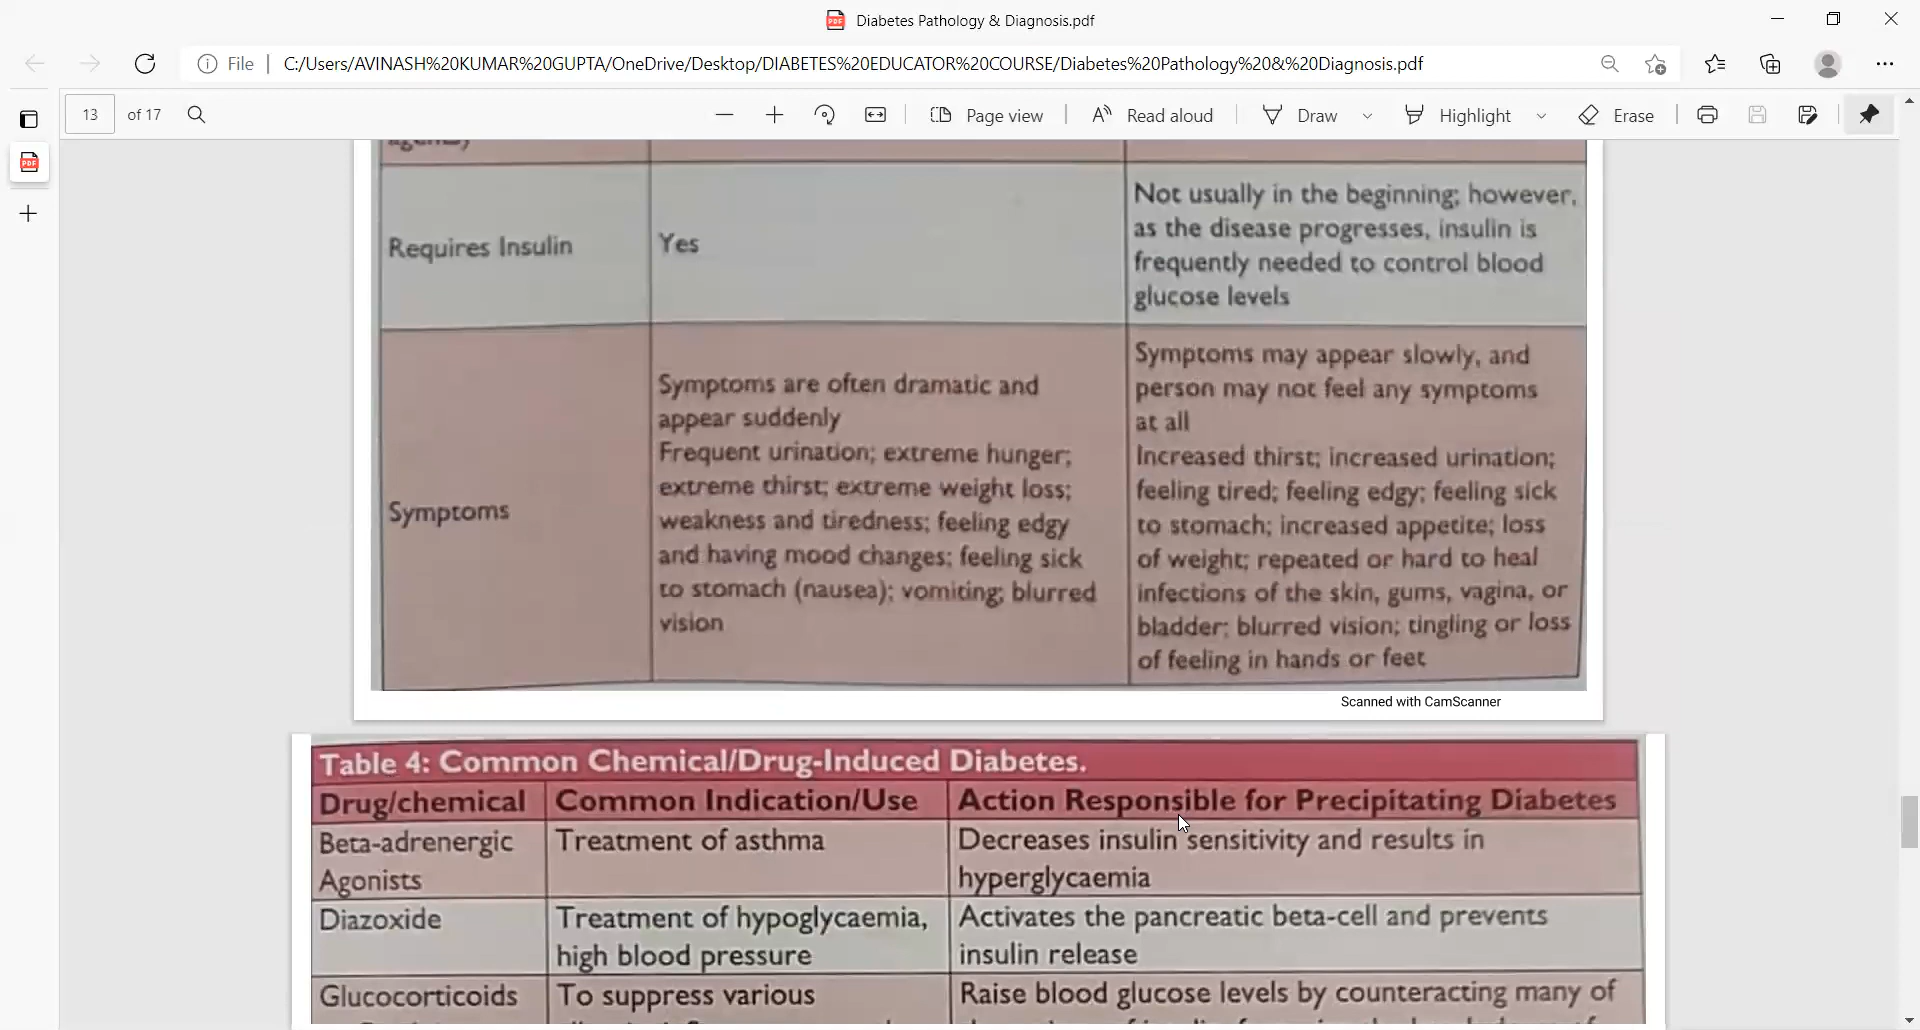 Diabetes Pathology & Diagnosis.pdf
File
C:/Users/AVINASH%20KUMAR%20GUPTA/OneDrive/Desktop/DIABETES%20EDUCATOR%20COURSE/Diabetes%20Pathology%20&%20Diagnosis.pdf
13 of 17
Page view
Read aloud
Draw
Highlight
Erase
Requires Insulin
Yes
Not usually in the beginning; however,
as the disease progresses, insulin is
frequently needed to control blood
glucose levels
Symptoms
Symptoms are often dramatic and
appear suddenly
Frequent urination; extreme hunger;
extreme thirst; extreme weight loss;
weakness and tiredness; feeling edgy
and having mood changes; feeling sick
to stomach (nausea); vomiting; blurred
vision
Symptoms may appear slowly, and
person may not feel any symptoms
at all
Increased thirst; increased urination;
feeling tired; feeling edgy; feeling sick
to stomach; increased appetite; loss
of weight; repeated or hard to heal
infections of the skin, gums, vagina, or
bladder; blurred vision; tingling or loss
of feeling in hands or feet
Scanned with CamScanner
Table 4: Common Chemical/Drug-Induced Diabetes.
Drug/chemical
Common Indication/Use
Action Responsible for Precipitating Diabetes
Beta-adrenergic
Agonists
Treatment of asthma
Decreases insulin sensitivity and results in
hyperglycaemia
Diazoxide
Treatment of hypoglycaemia,
high blood pressure
Activates the pancreatic beta-cell and prevents
insulin release
Glucocorticoids
To suppress various
Raise blood glucose levels by counteracting many of